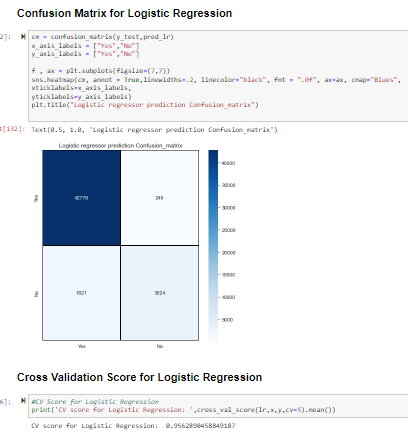 Confusion Matrix for Logistic Regression
2]:
cm = confusion_matrix(y_test,pred_lr)
x_axis_labels = ["Yes","No"]
y_axis_labels = ["Yes","No"]
f , ax = plt.subplots(figsize=(7,7))
sns.heatmap(cm, annot = True,linewidths=.2, linecolor="black", fmt = ".0f", ax=ax, cmap="Blues",
xticklabels=x_axis_labels,
yticklabels=y_axis_labels)
plt.title("Logistic regressor prediction Confusion_matrix")
t[132]: Text(0.5, 1.0, 'Logistic regressor prediction Confusion_matrix')
Logistic regressor prediction Confusion_matrix
40000
35000
30000
25000
20000
15000
10000
5000
Yes
42778
249
No
1821
3024
Yes
No
Cross Validation Score for Logistic Regression
6]:
#CV Score for Logistic Regression
print('CV score for Logistic Regression: ',cross_val_score(lr,x,y,cv=5).mean())
CV score for Logistic Regression: 0.9562890458849187